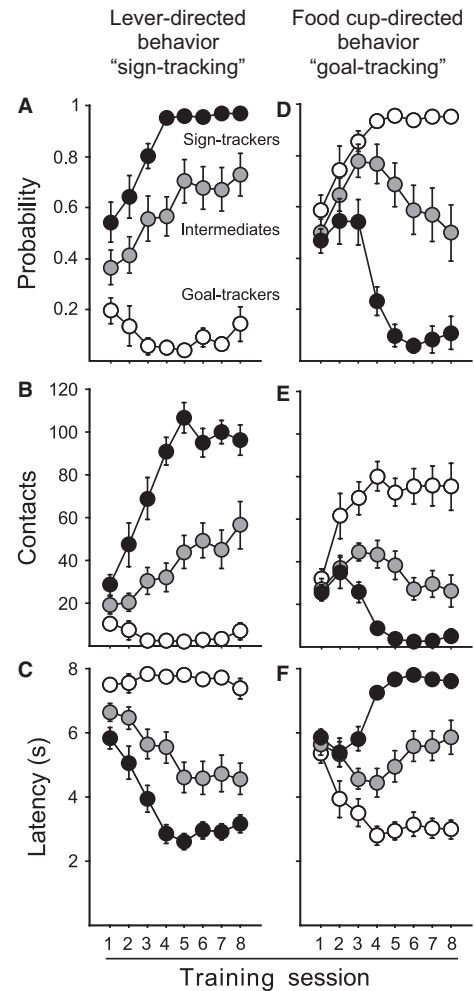 Lever-directed
behavior
“sign-tracking”
Food cup-directed
behavior
“goal-tracking”
A
D
1
0.8
0.6
0.4
0.2
Probability
Sign-trackers
Intermediates
Goal-trackers
B
E
120
100
80
60
40
20
Contacts
C
F
8
6
4
2
Latency (s)
1 2 3 4 5 6 7 8
1 2 3 4 5 6 7 8
Training session